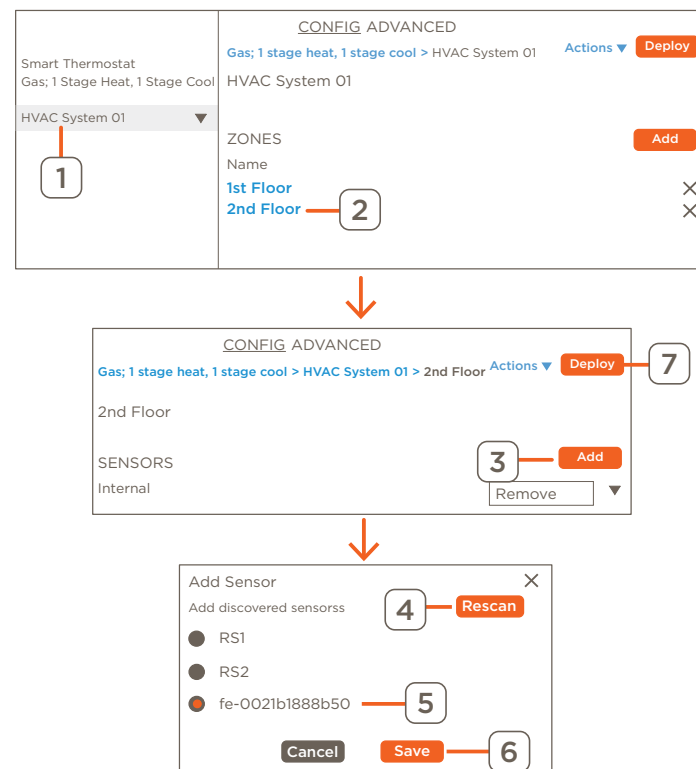 CONFIG ADVANCED
Gas; 1 stage heat, 1 stage cool > HVAC System 01 Actions ▼ Deploy
Smart Thermostat
Gas; 1 Stage Heat, 1 Stage Cool
HVAC System 01
HVAC System 01 ▼
ZONES Add
Name
1st Floor
2nd Floor
1
2
CONFIG ADVANCED
Gas; 1 stage heat, 1 stage cool > HVAC System 01 > 2nd Floor Actions ▼ Deploy
7
2nd Floor
SENSORS
3
Add
Internal
Remove ▼
Add Sensor
Add discovered sensorss
4
Rescan
RS1
RS2
fe-0021b1888b50
5
Cancel
Save
6